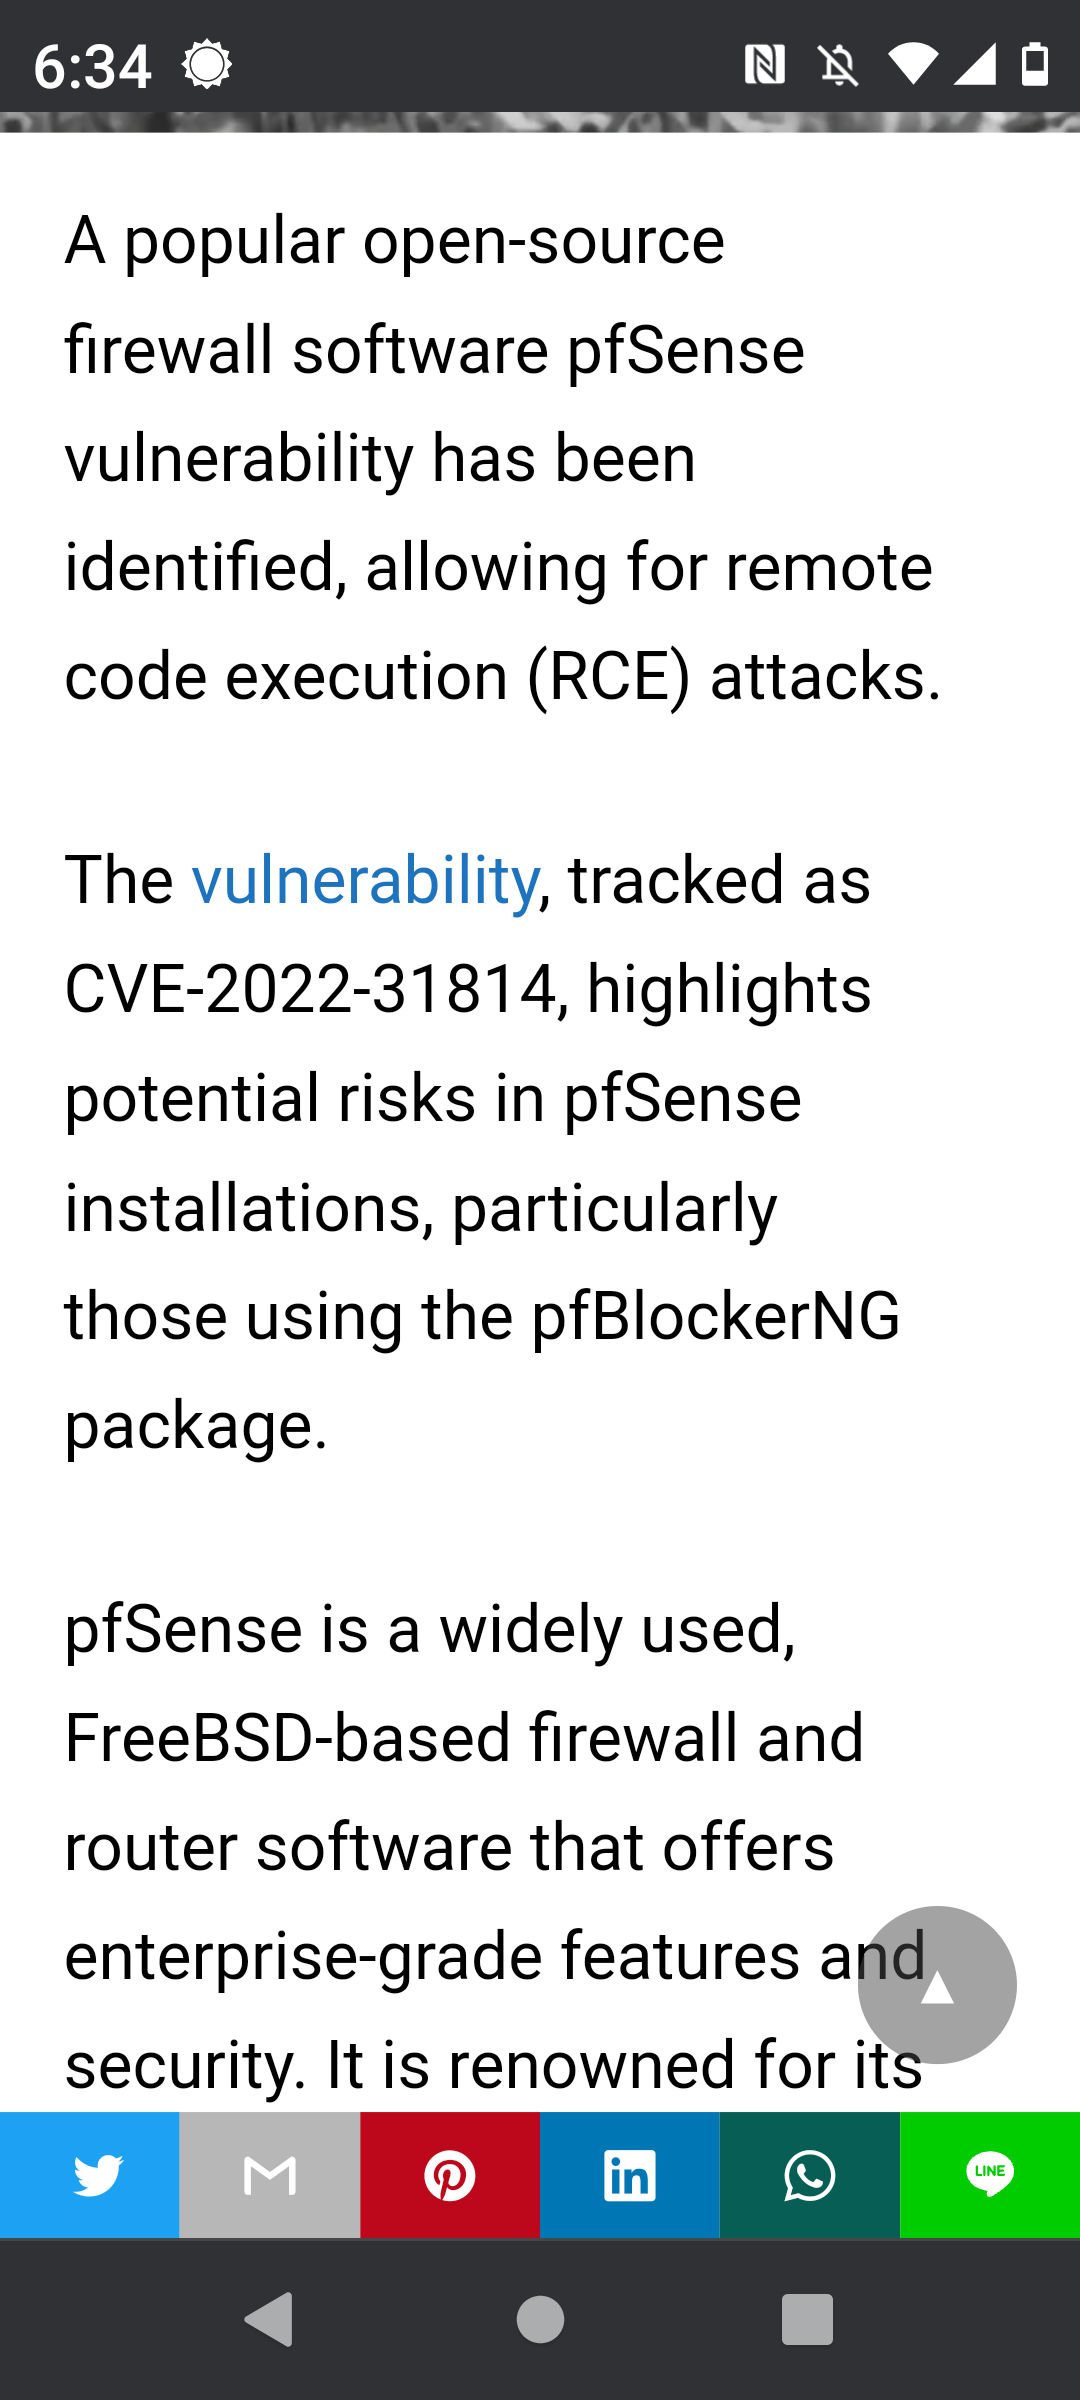 6:34
A popular open-source
firewall software pfSense
vulnerability has been
identified, allowing for remote
code execution (RCE) attacks.
The vulnerability, tracked as
CVE-2022-31814, highlights
potential risks in pfSense
installations, particularly
those using the pfBlockerNG
package.
pfSense is a widely used,
FreeBSD-based firewall and
router software that offers
enterprise-grade features and
security. It is renowned for its
in
LINE